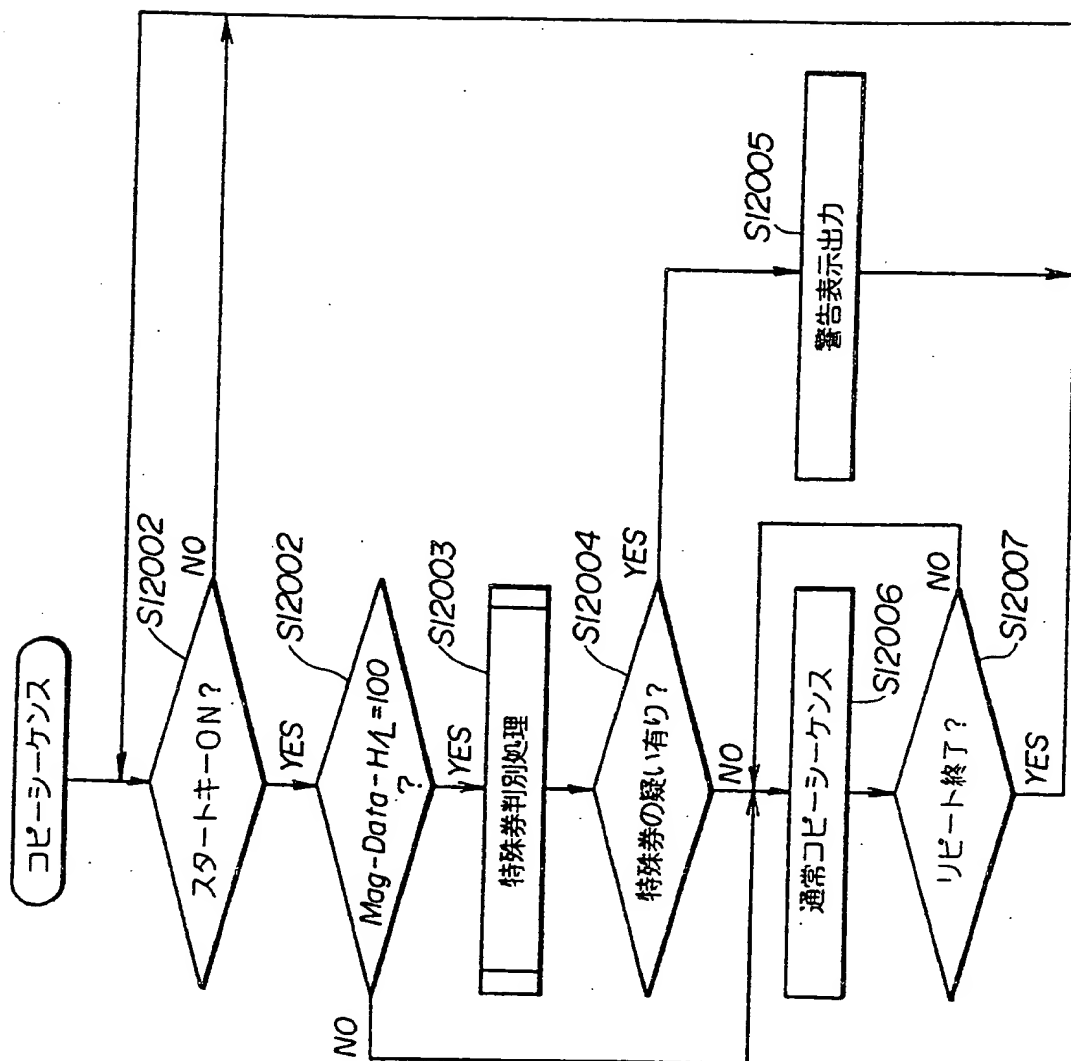 コピーシーケンス
S12002
スタートキーON?
NO
YES
S12002
Mag-Data-H/L=100
?
NO
YES
S12003
特殊券判別処理
S12004
特殊券の疑い有り?
YES
NO
S12005
警告表示出力
通常コピーシーケンス
S12006
リピート終了?
NO
S12007
YES